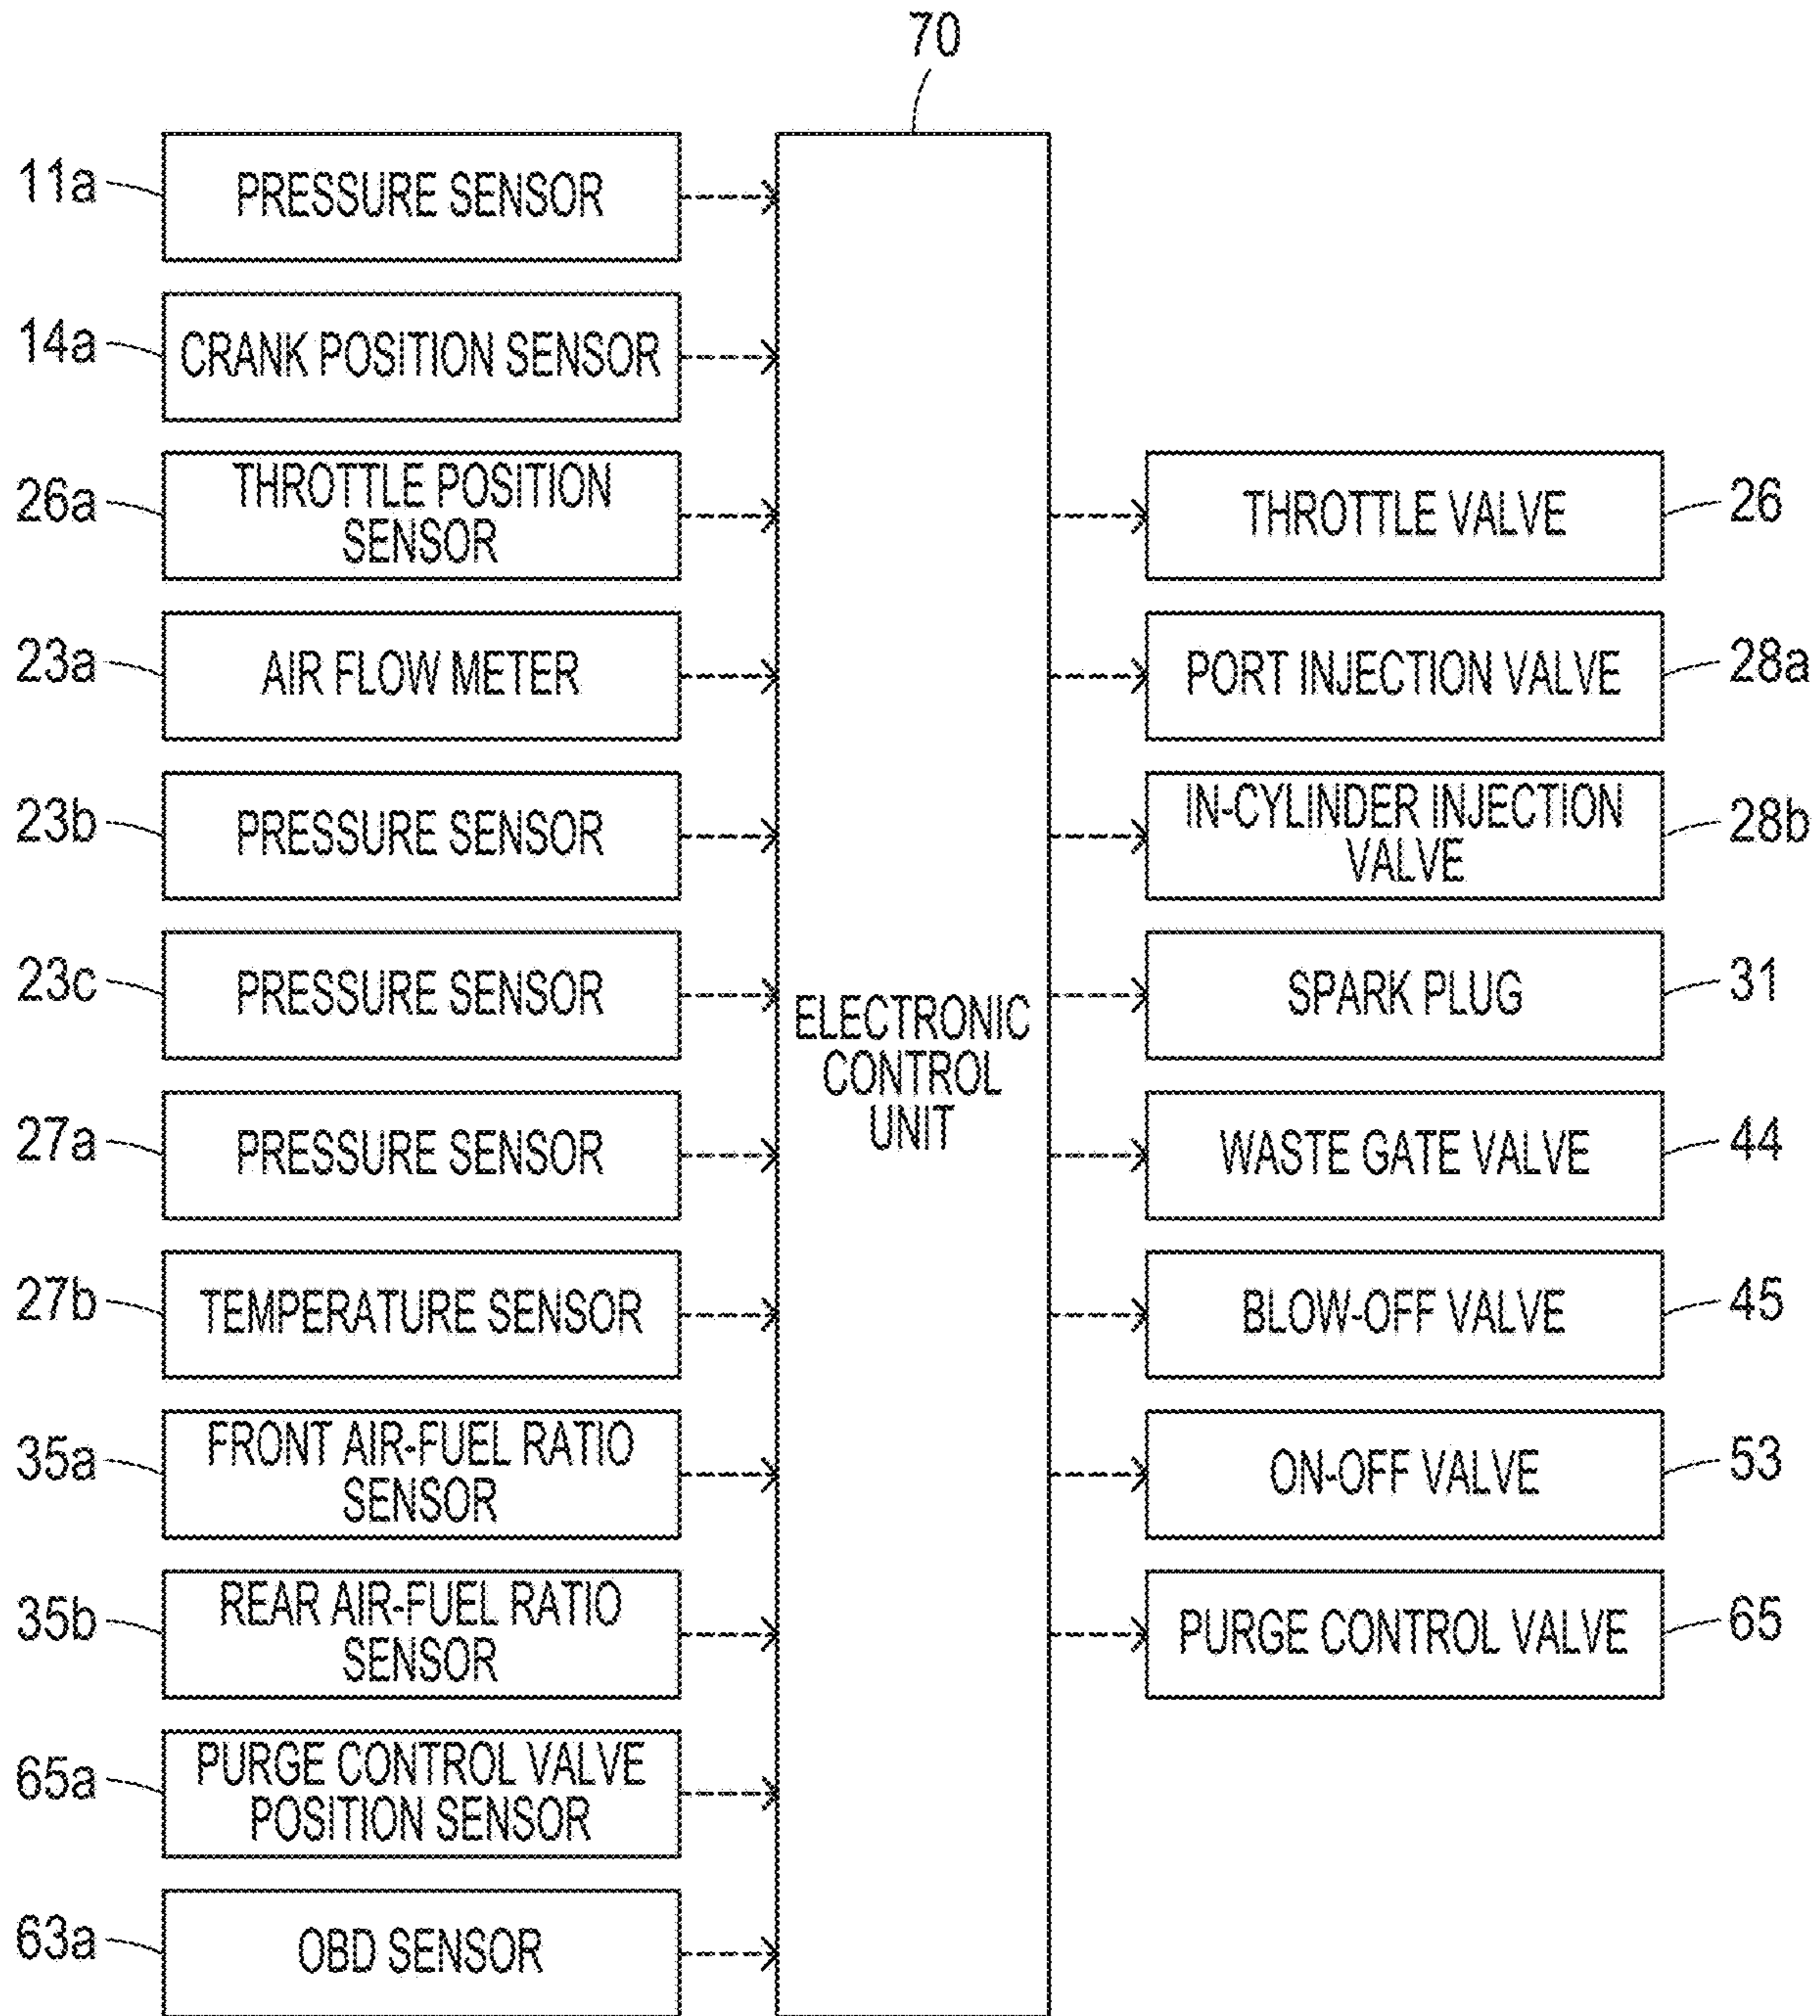 70
11a
PRESSURE SENSOR
14a
CRANK POSITION SENSOR
26a
THROTTLE POSITION
SENSOR
23a
AIR FLOW METER
23b
PRESSURE SENSOR
23c
PRESSURE SENSOR
27a
PRESSURE SENSOR
27b
TEMPERATURE SENSOR
35a
FRONT AIR-FUEL RATIO
SENSOR
35b
REAR AIR-FUEL RATIO
SENSOR
65a
PURGE CONTROL VALVE
POSITION SENSOR
63a
OBD SENSOR
ELECTRONIC
CONTROL
UNIT
THROTTLE VALVE
26
PORT INJECTION VALVE
28a
IN-CYLINDER INJECTION
VALVE
28b
SPARK PLUG
31
WASTE GATE VALVE
44
BLOW-OFF VALVE
45
ON-OFF VALVE
53
PURGE CONTROL VALVE
65